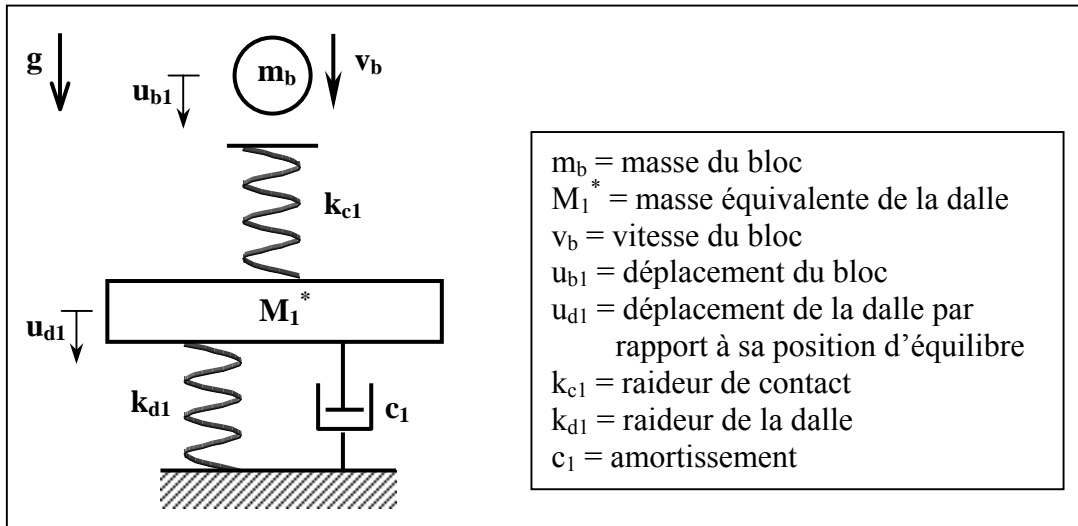 g
m_b
v_b
u_b1
k_c1
M_1^*
u_d1
k_d1
c_1
m_b = masse du bloc
M_1^* = masse équivalente de la dalle
v_b = vitesse du bloc
u_b1 = déplacement du bloc
u_d1 = déplacement de la dalle par
rapport à sa position d’équilibre
k_c1 = raideur de contact
k_d1 = raideur de la dalle
c_1 = amortissement